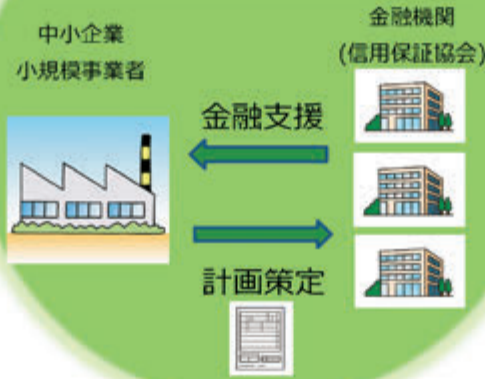 中小企業
小規模事業者
金融機関
(信用保証協会)
金融支援
計画策定